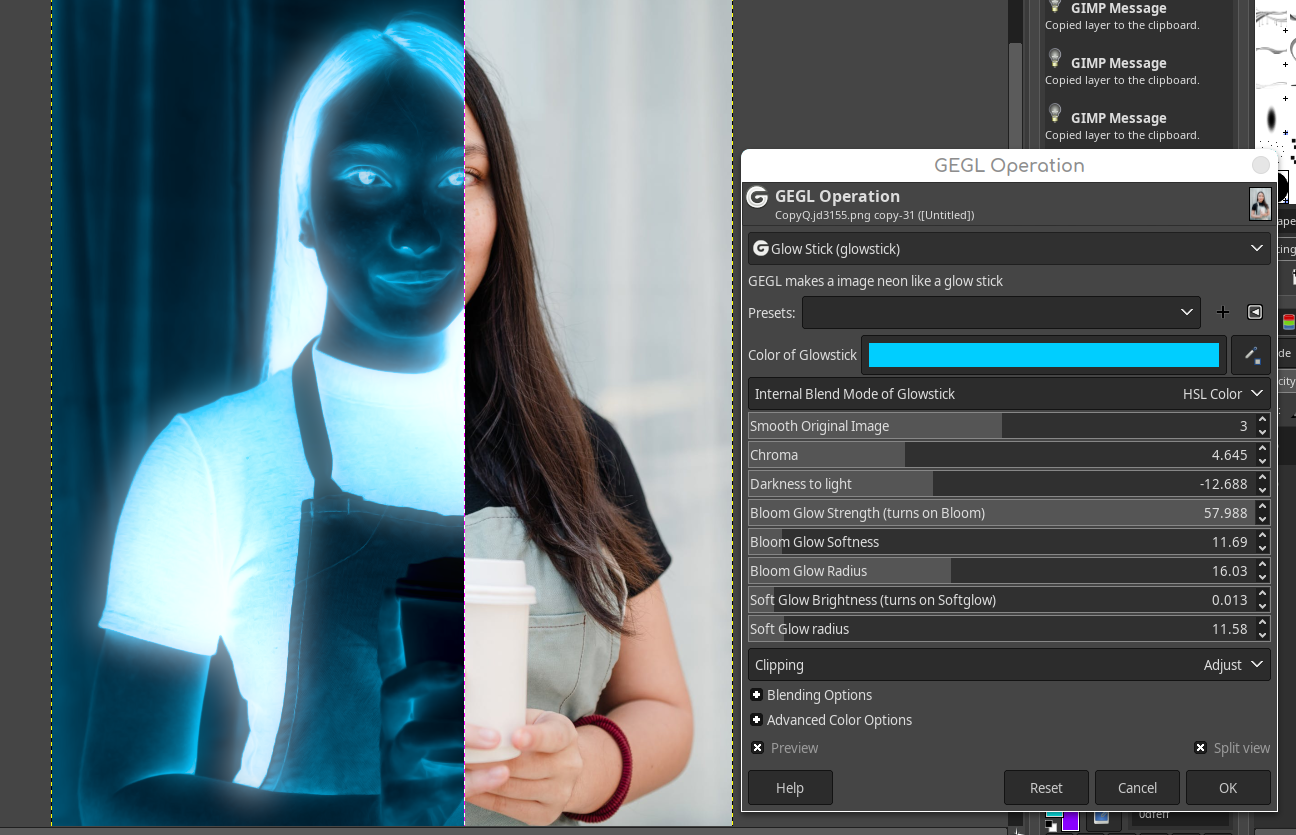 GIMP Message
Copied layer to the clipboard.
GIMP Message
Copied layer to the clipboard.
GIMP Message
Copied layer to the clipboard.
GEGL Operation
GEGL Operation
CopyQ.jd3155.png copy-31 ([Untitled])
Glow Stick (glowstick)
GEGL makes a image neon like a glow stick
Presets:
Color of Glowstick
Internal Blend Mode of Glowstick HSL Color
Smooth Original Image 3
Chroma 4.645
Darkness to light -12.688
Bloom Glow Strength (turns on Bloom) 57.988
Bloom Glow Softness 11.69
Bloom Glow Radius 16.03
Soft Glow Brightness (turns on Softglow) 0.013
Soft Glow radius 11.58
Clipping Adjust
Blending Options
Advanced Color Options
Preview Split view
Help Reset Cancel OK